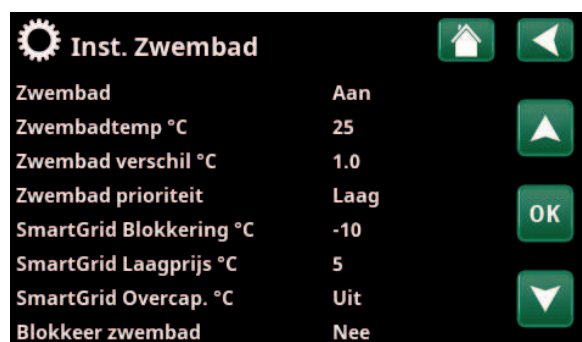 Inst. Zwembad
Zwembad Aan
Zwembadtemp °C 25
Zwembad verschil °C 1.0
Zwembad prioriteit Laag
SmartGrid Blokkering °C -10
SmartGrid Laagprijs °C 5
SmartGrid Overcap. °C Uit
Blokkeer zwembad Nee
OK